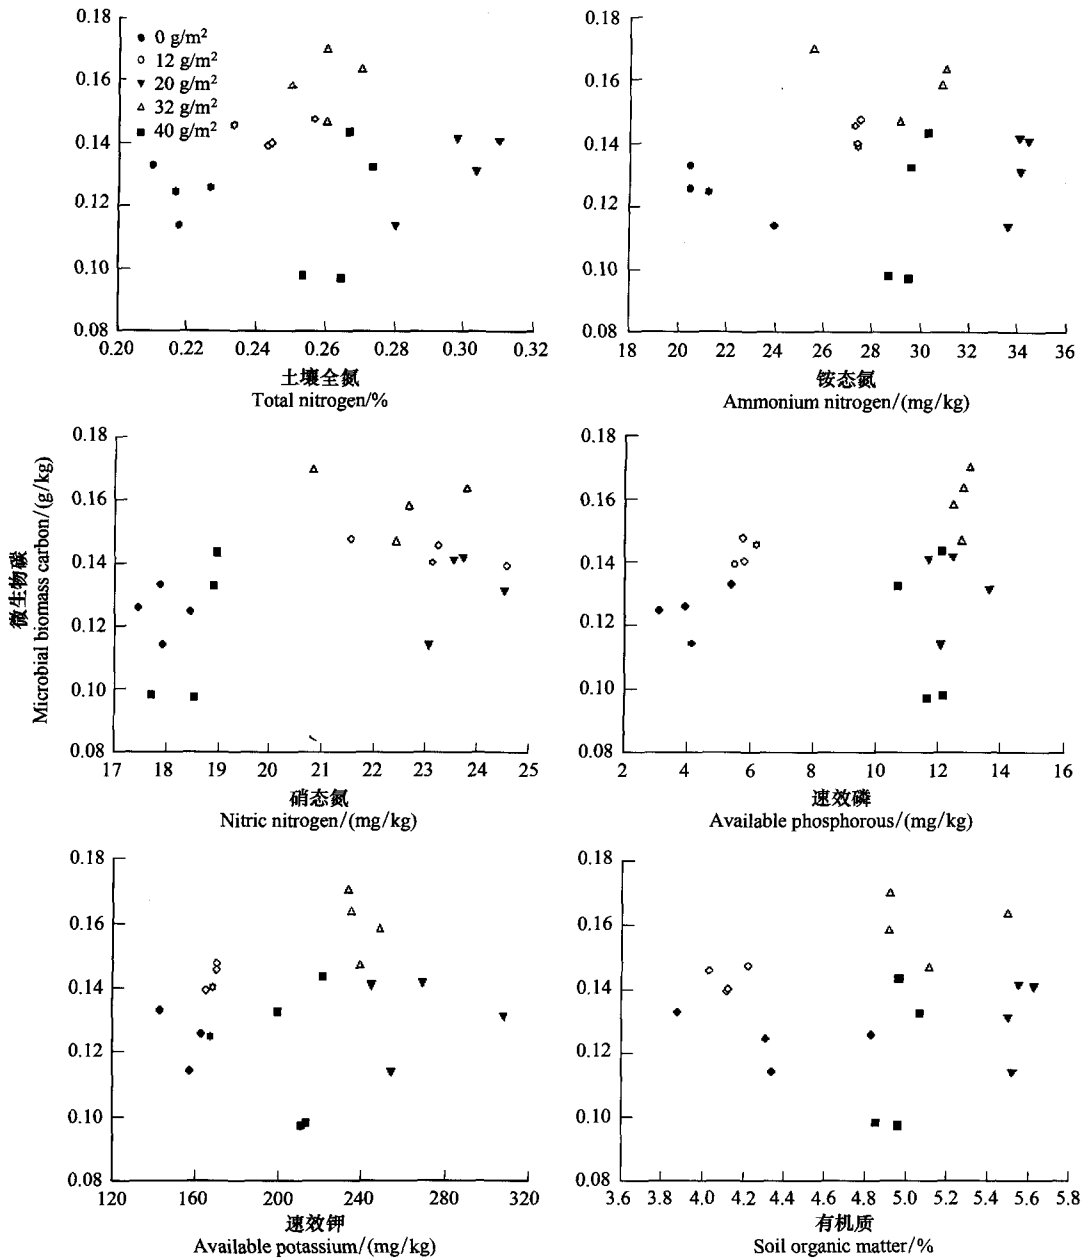 0.18
0.16
0.14
0.12
0.10
0.08
0 g/m²
12 g/m²
20 g/m²
32 g/m²
40 g/m²
0.20 0.22 0.24 0.26 0.28 0.30 0.32
土壤全氮
Total nitrogen/%
0.18
0.16
0.14
0.12
0.10
0.08
18 20 22 24 26 28 30 32 34 36
铵态氮
Ammonium nitrogen/(mg/kg)
微生物碳
Microbial biomass carbon/(g/kg)
0.18
0.16
0.14
0.12
0.10
0.08
17 18 19 20 21 22 23 24 25
硝态氮
Nitric nitrogen/(mg/kg)
0.18
0.16
0.14
0.12
0.10
0.08
2 4 6 8 10 12 14 16
速效磷
Available phosphorous/(mg/kg)
0.18
0.16
0.14
0.12
0.10
0.08
120 160 200 240 280 320
速效钾
Available potassium/(mg/kg)
0.18
0.16
0.14
0.12
0.10
0.08
3.6 3.8 4.0 4.2 4.4 4.6 4.8 5.0 5.2 5.4 5.6 5.8
有机质
Soil organic matter/%